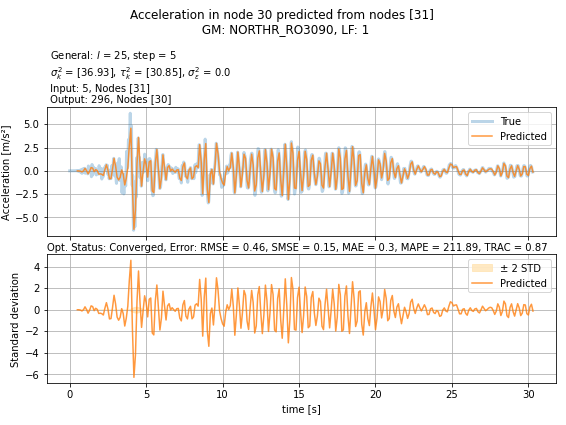 Acceleration in node 30 predicted from nodes [31]
GM: NORTHR_RO3090, LF: 1
General: l = 25, step = 5
σ²ₖ = [36.93], τ²ₖ = [30.85], σ²ε = 0.0
Input: 5, Nodes [31]
Output: 296, Nodes [30]
Acceleration [m/s²]
5.0
2.5
0.0
−2.5
−5.0
True
Predicted
Opt. Status: Converged, Error: RMSE = 0.46, SMSE = 0.15, MAE = 0.3, MAPE = 211.89, TRAC = 0.87
Standard deviation
4
2
0
−2
−4
−6
± 2 STD
Predicted
0 5 10 15 20 25 30
time [s]